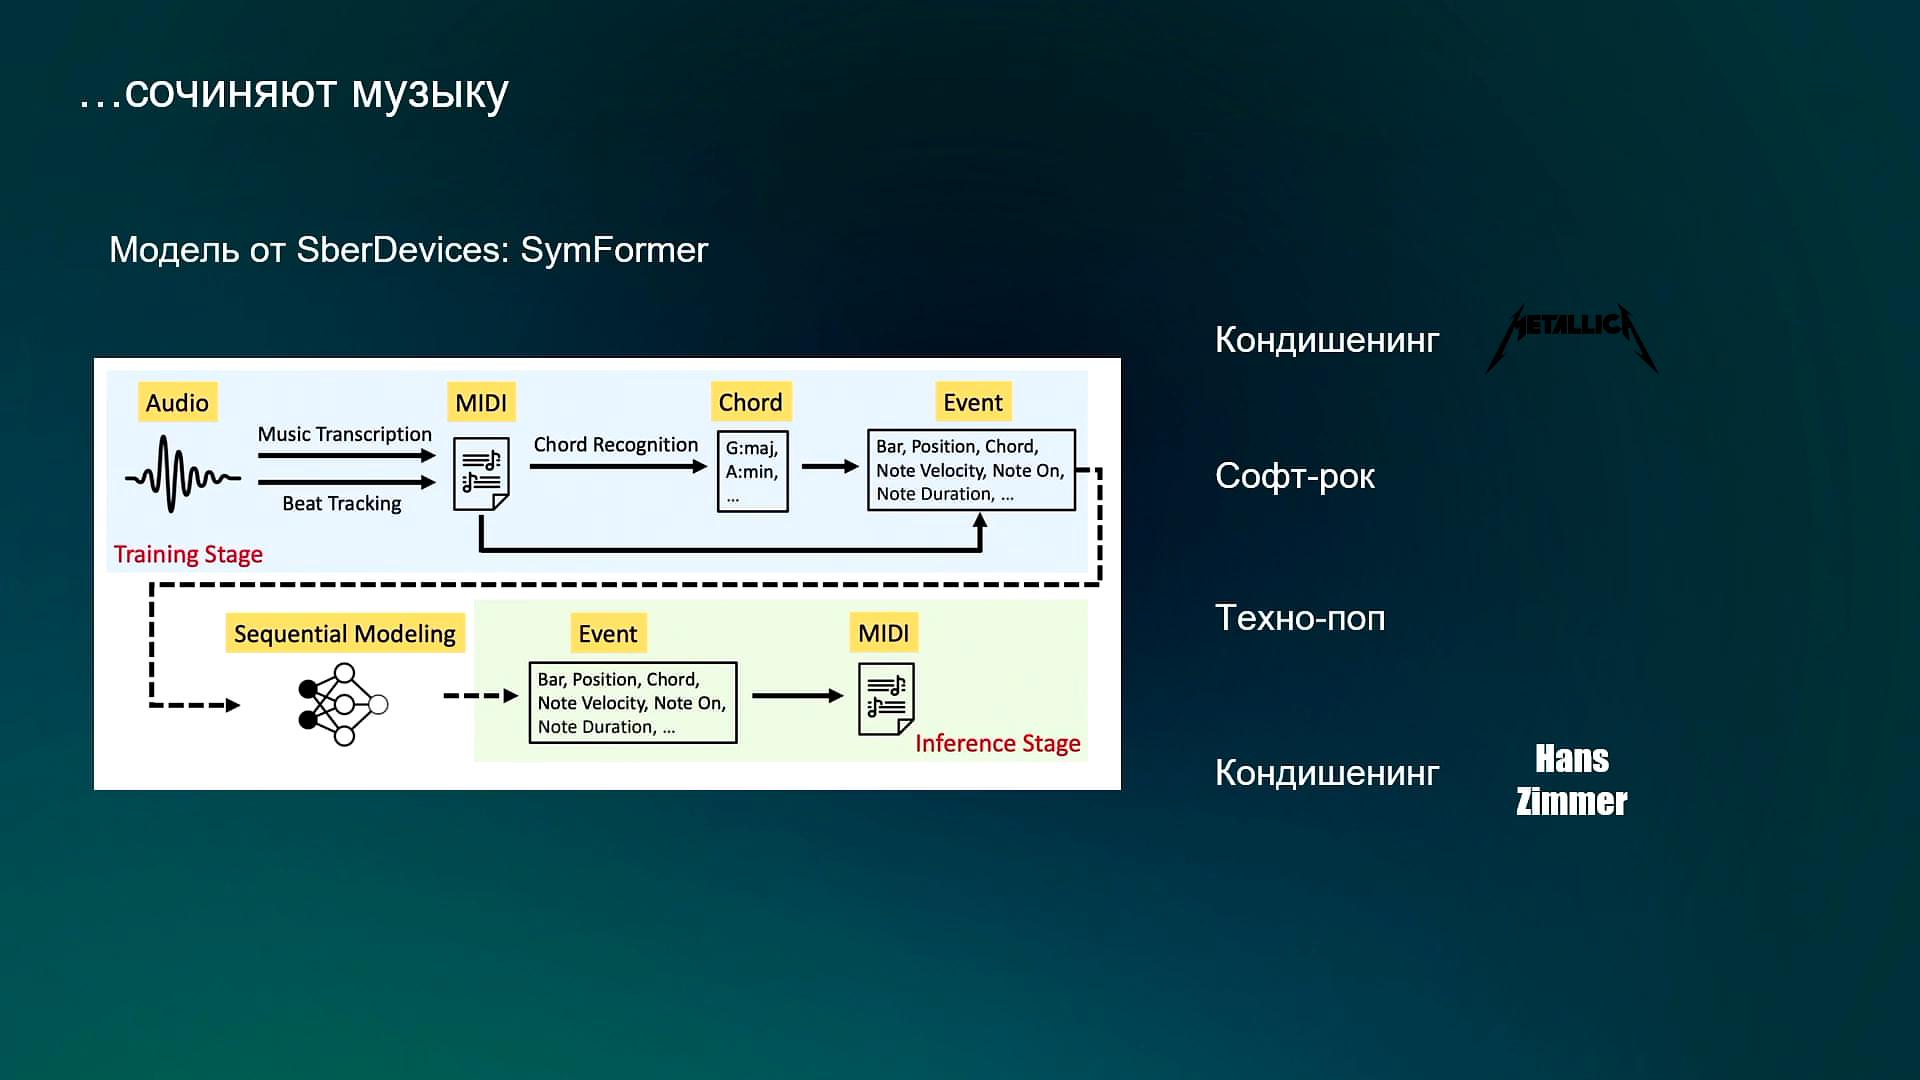 …сочиняют музыку
Модель от SberDevices: SymFormer
Audio
MIDI
Chord
Event
Music Transcription
Beat Tracking
Chord Recognition
G:maj,
A:min,
...
Bar, Position, Chord,
Note Velocity, Note On,
Note Duration, ...
Training Stage
Sequential Modeling
Event
MIDI
Bar, Position, Chord,
Note Velocity, Note On,
Note Duration, ...
Inference Stage
Кондишенинг
METALLICA
Софт-рок
Техно-поп
Кондишенинг
Hans
Zimmer